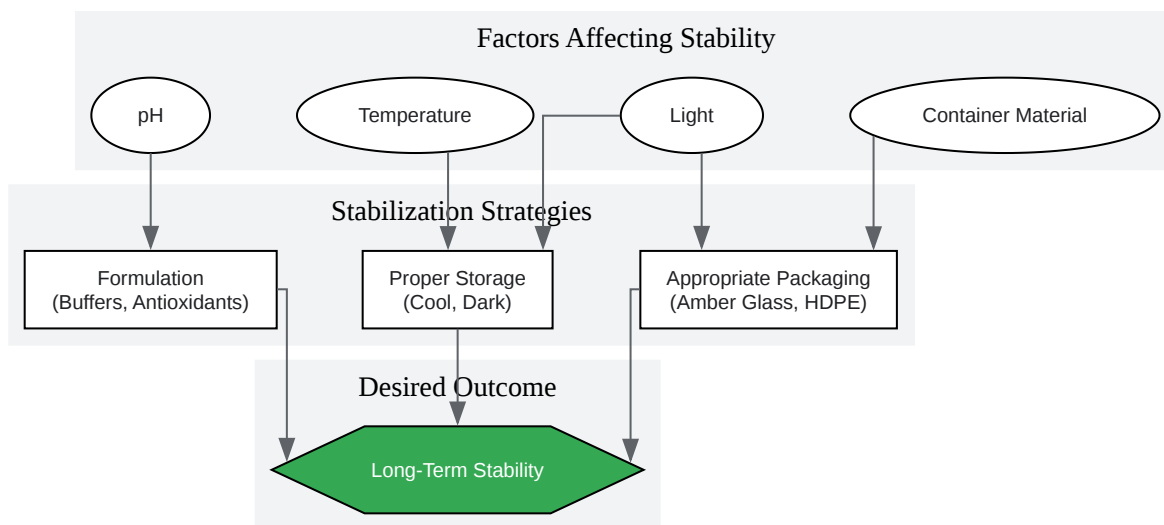 Factors Affecting Stability
pH
Temperature
Light
Container Material
Stabilization Strategies
Formulation
(Buffers, Antioxidants)
Proper Storage
(Cool, Dark)
Appropriate Packaging
(Amber Glass, HDPE)
Desired Outcome
Long-Term Stability